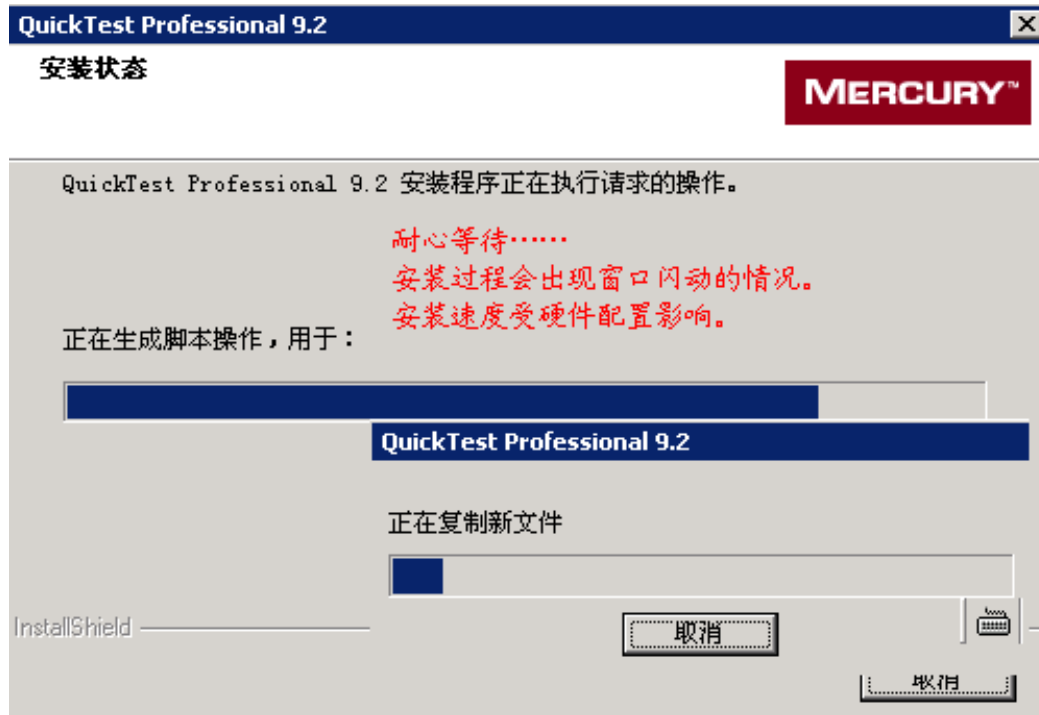 QuickTest Professional 9.2
安装状态
MERCURY™
QuickTest Professional 9.2 安装程序正在执行请求的操作。
耐心等待……
安装过程会出现窗口闪动的情况。
安装速度受硬件配置影响。
正在生成脚本操作，用于：
QuickTest Professional 9.2
正在复制新文件
InstallShield
取消
取消